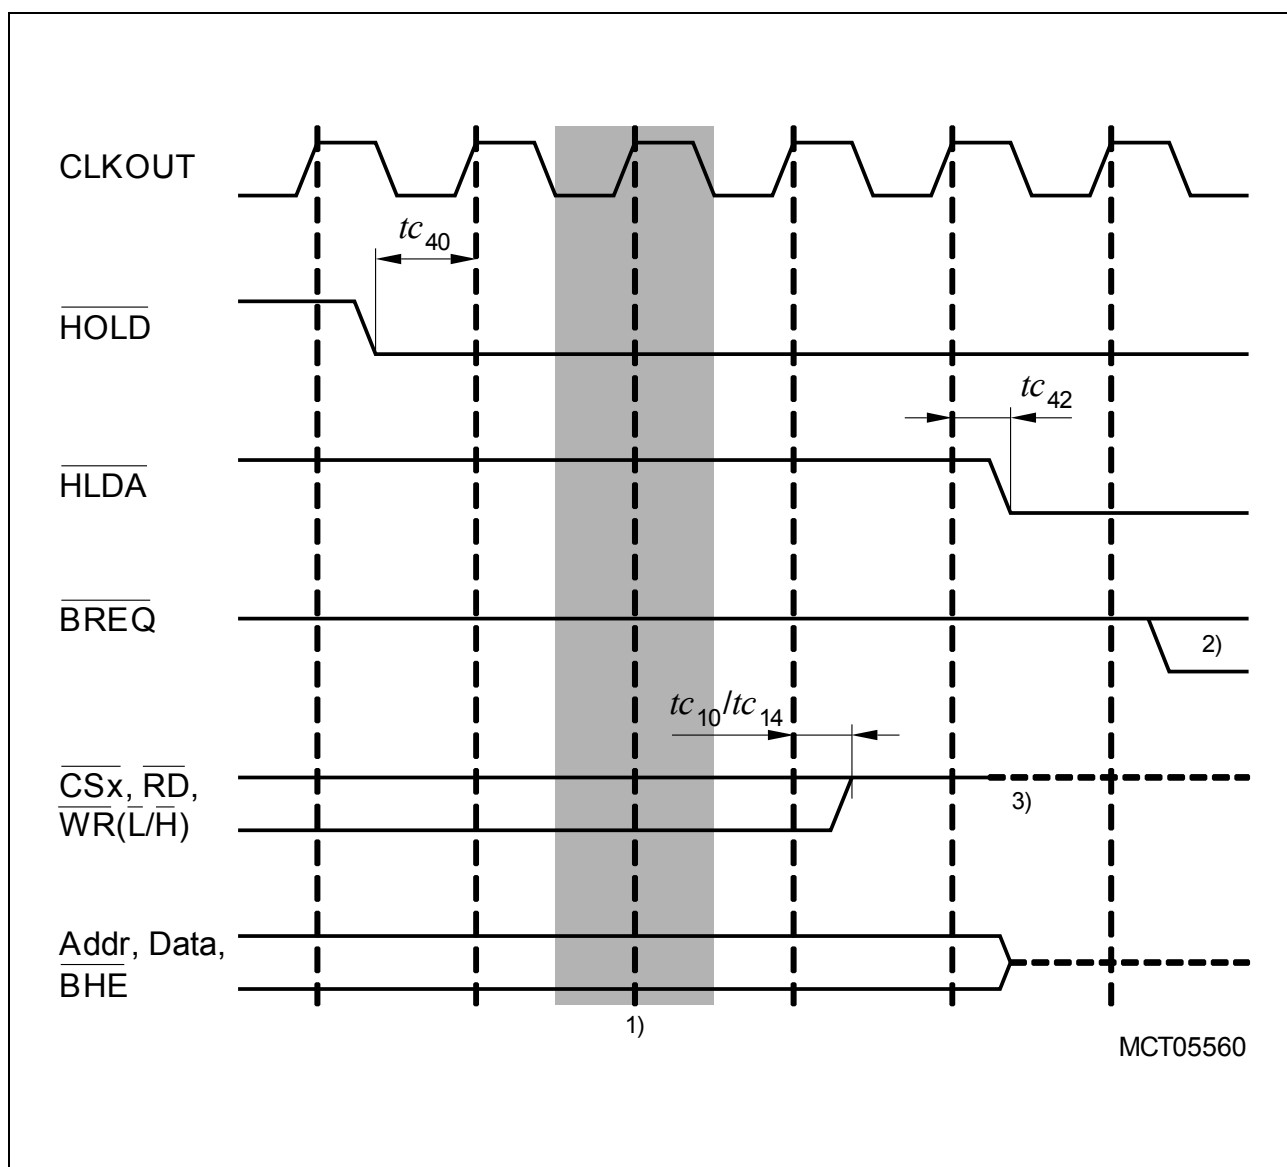 CLKOUT
tc40
HOLD
tc42
HLDA
BREQ
2)
tc10/tc14
CSx, RD,
WR(L/H)
3)
Addr, Data,
BHE
1)
MCT05560